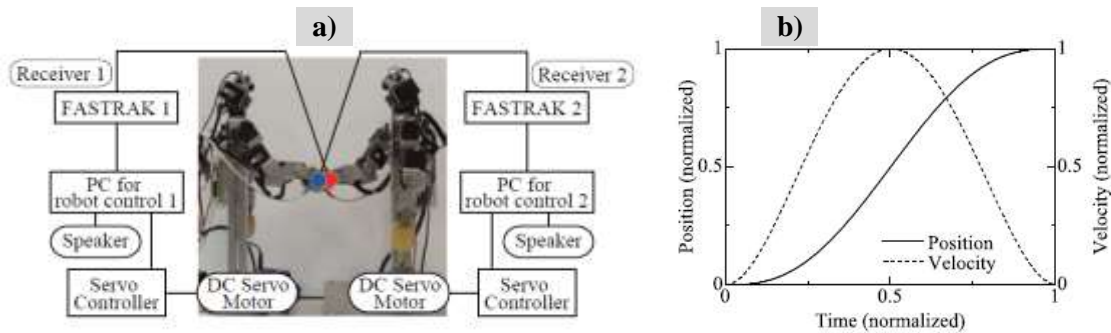 a)
Receiver 1
FASTRAK 1
PC for
robot control 1
Speaker
Servo
Controller
DC Servo
Motor
Receiver 2
FASTRAK 2
PC for
robot control 2
Speaker
Servo
Controller
DC Servo
Motor
b)
Position (normalized)
1
0.5
0
Position
Velocity
0
0.5
1
Time (normalized)
1
0.5
0
Velocity (normalized)